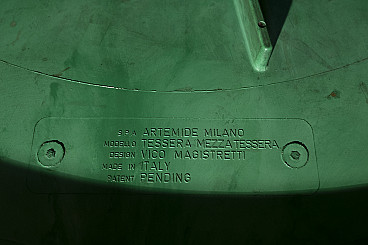 S.P.A ARTEMIDE MILANO
MODELLO TESSERA/MEZZATESSERA
DESIGN VICO MAGISTRETTI
MADE IN ITALY
PATENT PENDING